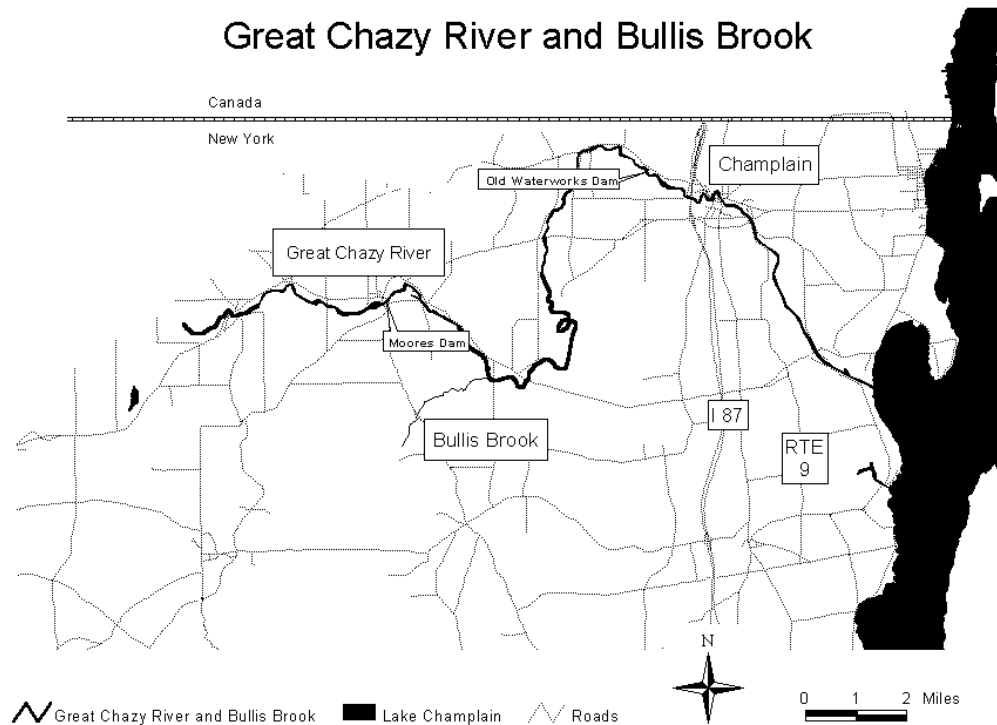 Great Chazy River and Bullis Brook
Canada
New York
Champlain
Old Waterworks Dam
Great Chazy River
Moores Dam
I 87
Bullis Brook
RTE
9
N
0 1 2 Miles
Great Chazy River and Bullis Brook Lake Champlain Roads